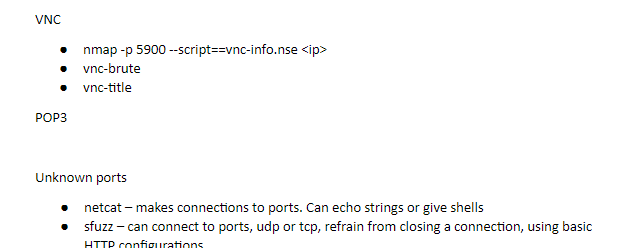 VNC
● nmap -p 5900 --script==vnc-info.nse <ip>
● vnc-brute
● vnc-title
POP3
Unknown ports
● netcat – makes connections to ports. Can echo strings or give shells
● sfuzz – can connect to ports, udp or tcp, refrain from closing a connection, using basic
HTTP configurations